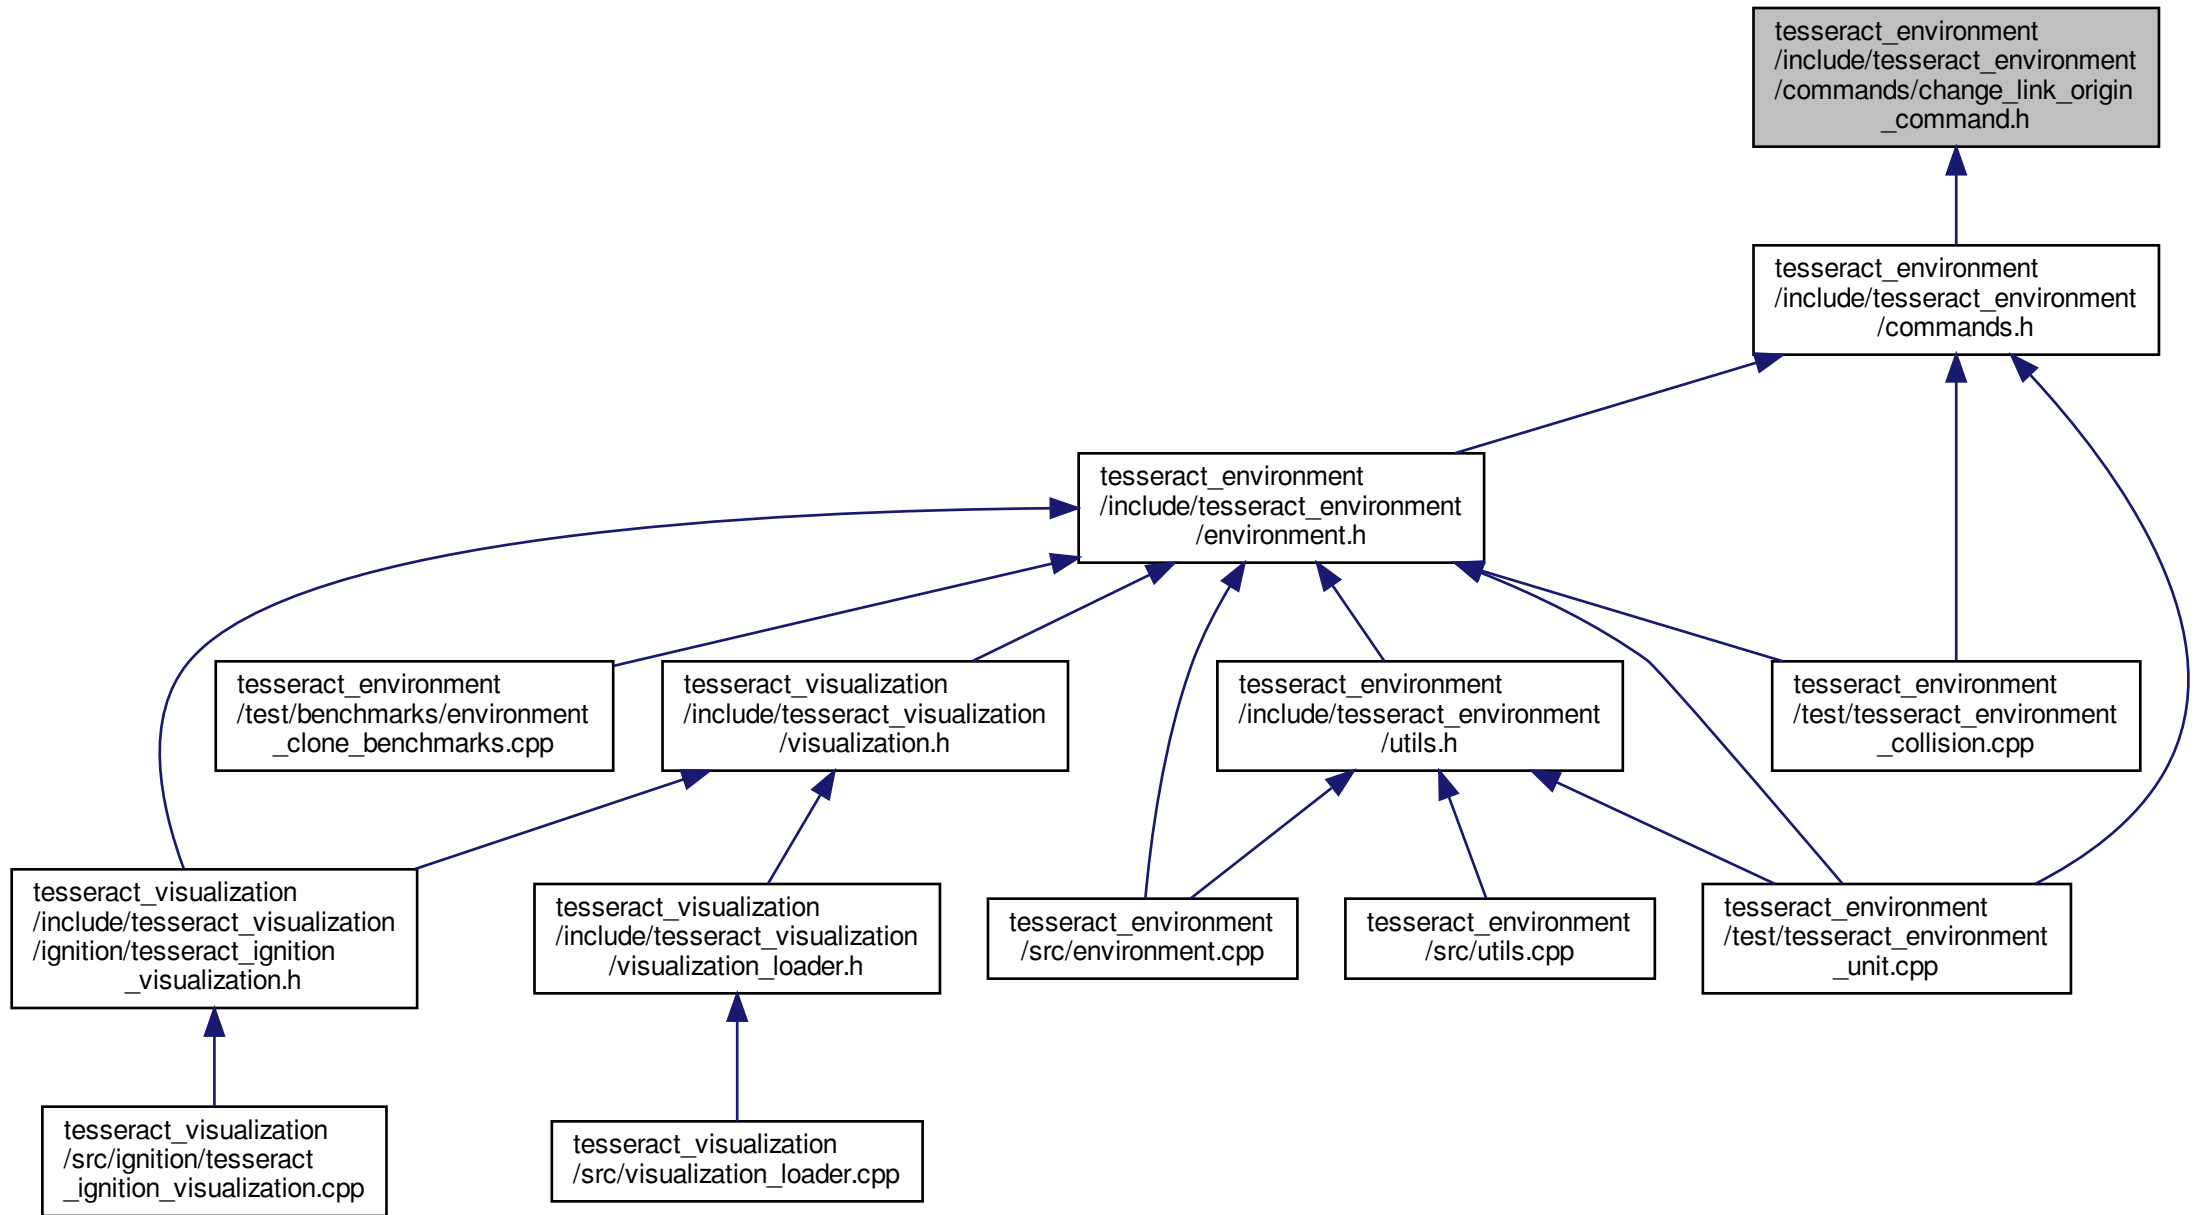 tesseract_environment
/include/tesseract_environment
/commands/change_link_origin
_command.h
tesseract_environment
/include/tesseract_environment
/commands.h
tesseract_environment
/include/tesseract_environment
/environment.h
tesseract_environment
/test/benchmarks/environment
_clone_benchmarks.cpp
tesseract_visualization
/include/tesseract_visualization
/visualization.h
tesseract_environment
/include/tesseract_environment
/utils.h
tesseract_environment
/test/tesseract_environment
_collision.cpp
tesseract_visualization
/include/tesseract_visualization
/ignition/tesseract_ignition
_visualization.h
tesseract_visualization
/include/tesseract_visualization
/visualization_loader.h
tesseract_environment
/src/environment.cpp
tesseract_environment
/src/utils.cpp
tesseract_environment
/test/tesseract_environment
_unit.cpp
tesseract_visualization
/src/ignition/tesseract
_ignition_visualization.cpp
tesseract_visualization
/src/visualization_loader.cpp